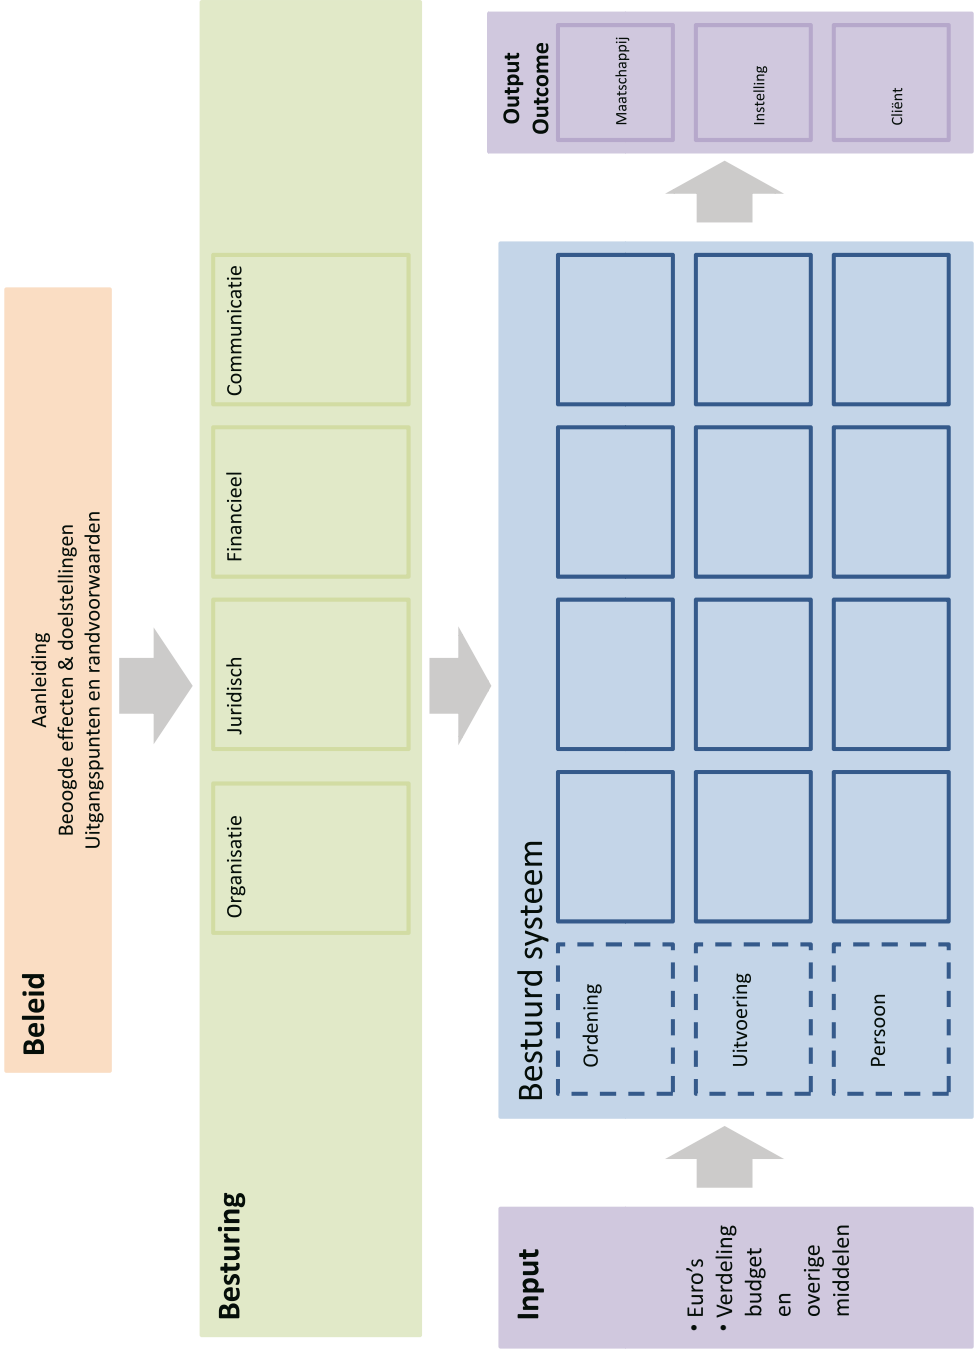 Beleid
Aanleiding
Beoogde effecten & doelstellingen
Uitgangspunten en randvoorwaarden
Besturing
Organisatie
Juridisch
Financieel
Communicatie
Input
• Euro’s
• Verdeling
budget
en
overige
middelen
Bestuurd systeem
Ordening
Uitvoering
Persoon
Output
Outcome
Maatschappij
Instelling
Cliënt